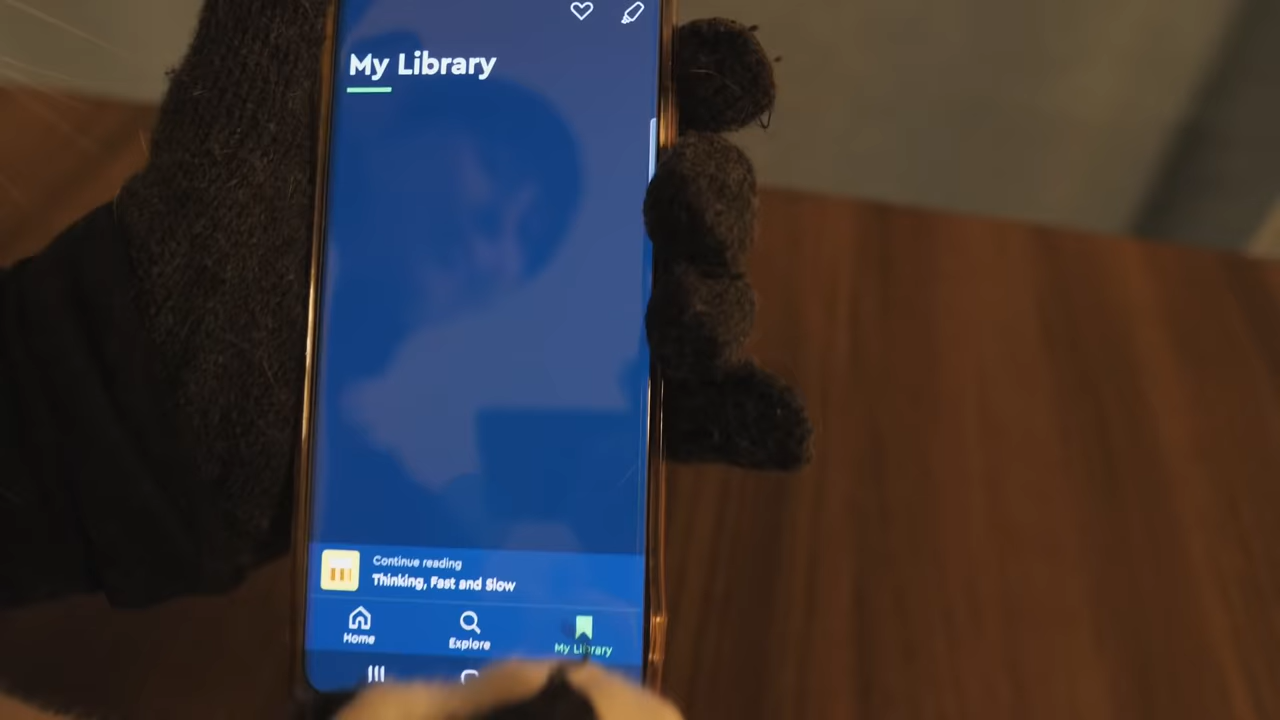 My Library
Continue reading
Thinking, Fast and Slow
Home
Explore
My Library